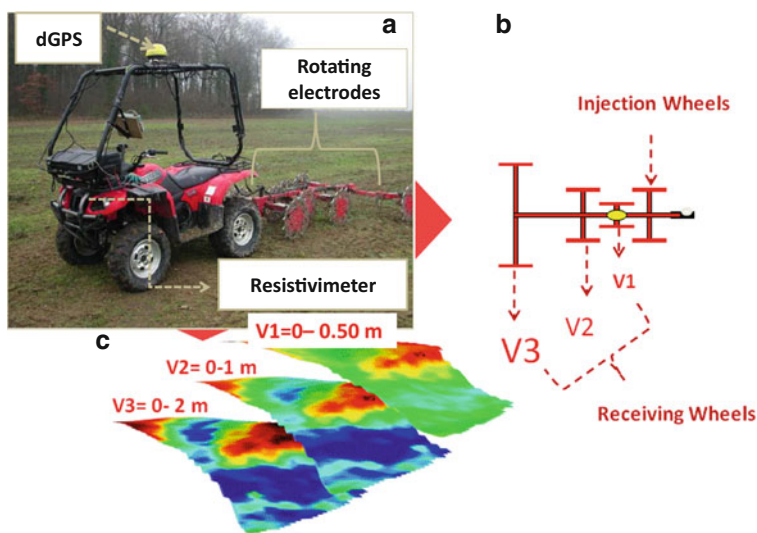 a
dGPS
Rotating
electrodes
Resistivimeter
b
Injection Wheels
V1
V2
V3
Receiving Wheels
c
V1=0– 0.50 m
V2= 0-1 m
V3= 0- 2 m